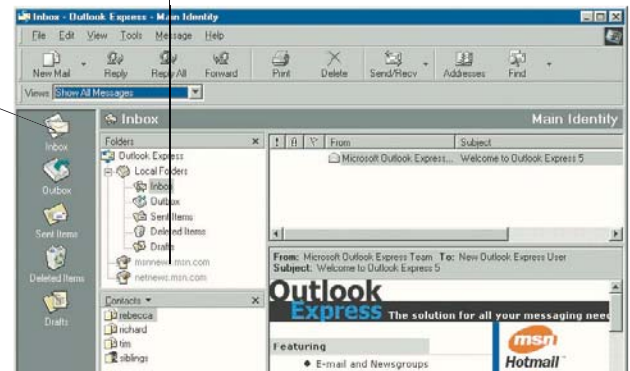 Inbox - Outlook Express - Main Identity
File Edit View Tools Message Help
New Mail Reply Reply All Forward Print Delete Send/Recv Addresses Find
Views Show All Messages
Inbox Main Identity
Inbox
Outbox
Sent Items
Deleted Items
Drafts
Folders
Outlook Express
Local Folders
Inbox
Outbox
Sent Items
Deleted Items
Drafts
msnnews.msn.com
netnews.msn.com
Contacts
rebecca
richard
tim
siblings
! From Subject
Microsoft Outlook Express... Welcome to Outlook Express 5
From: Microsoft Outlook Express Team To: New Outlook Express User
Subject: Welcome to Outlook Express 5
Outlook
Express The solution for all your messaging need
Featuring
E-mail and Newsgroups
msn
Hotmail